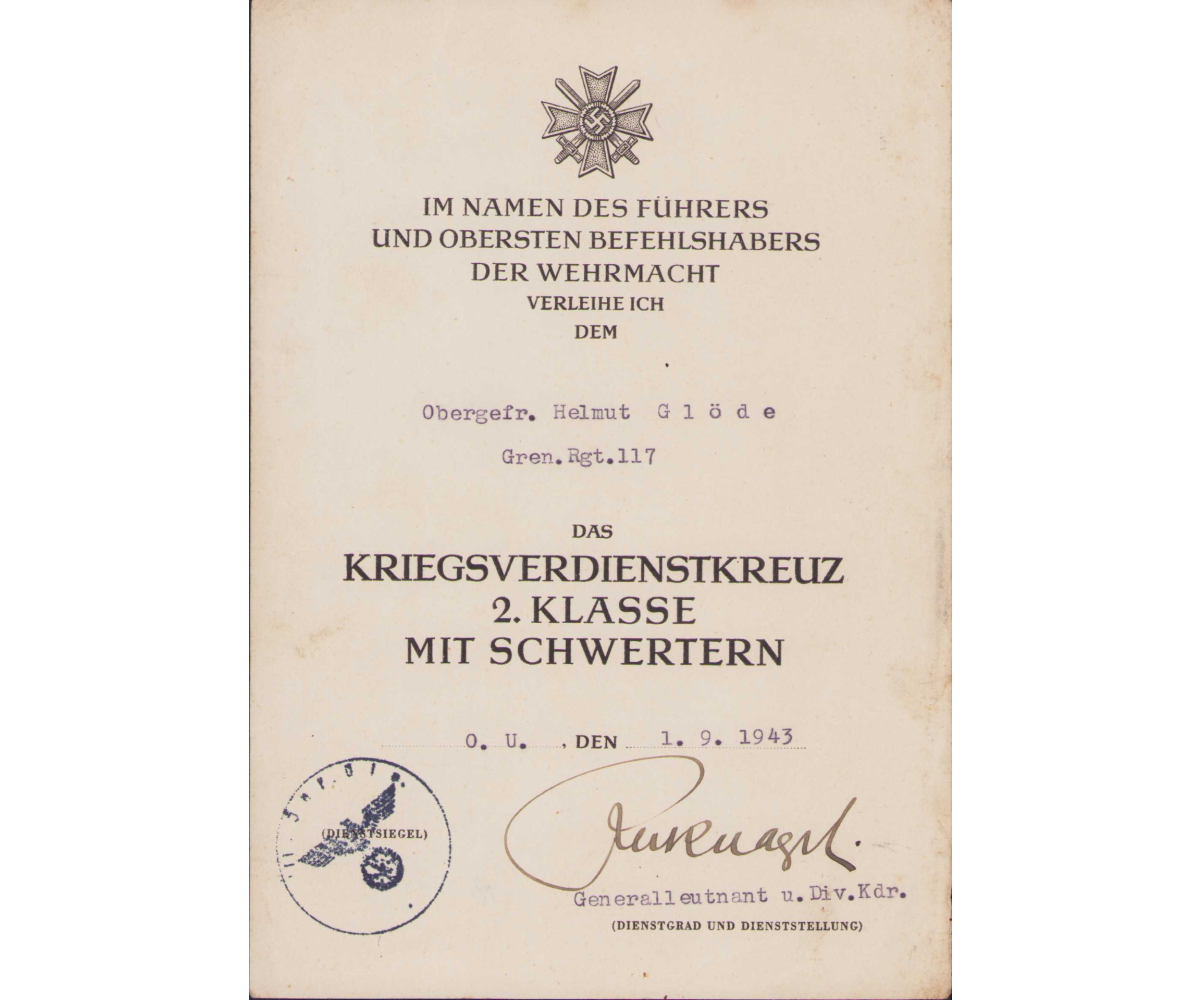 IM NAMEN DES FÜHRERS
UND OBERSTEN BEFEHLSHABERS
DER WEHRMACHT
VERLEIHE ICH
DEM
Obergefr. Helmut G l ö d e
Gren.Rgt.117
DAS
KRIEGSVERDIENSTKREUZ
2. KLASSE
MIT SCHWERTERN
O. U. , DEN 1. 9. 1943
(DIENSTSIEGEL)
Generalleutnant u.Div.Kdr.
(DIENSTGRAD UND DIENSTSTELLUNG)